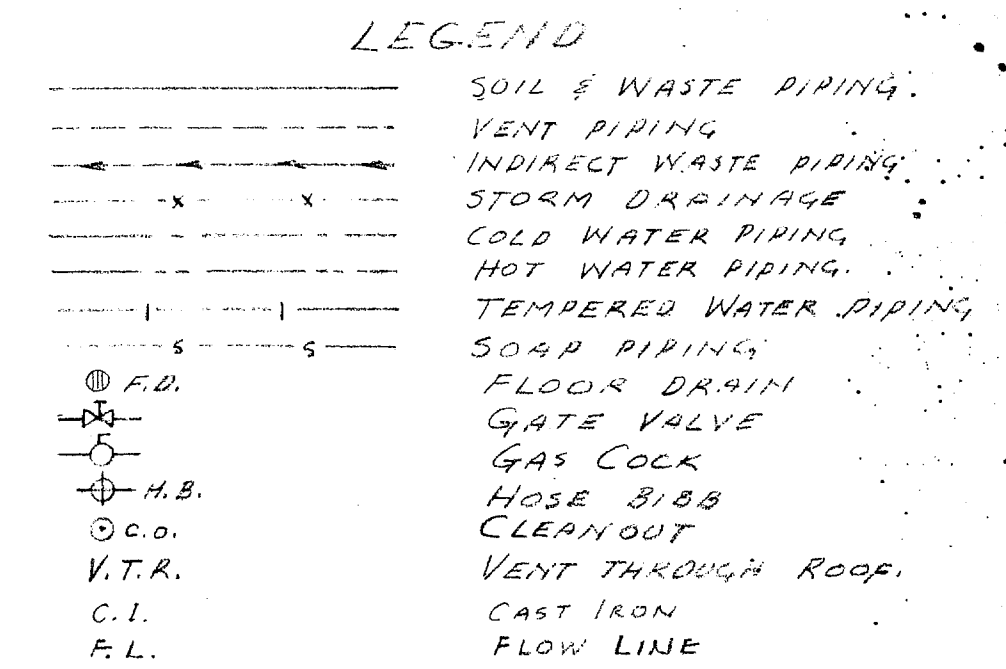 LEGEND
SOIL & WASTE PIPING.
VENT PIPING
INDIRECT WASTE PIPING
X X STORM DRAINAGE
COLD WATER PIPING
HOT WATER PIPING.
TEMPERED WATER PIPING
S S SOAP PIPING
F.D. FLOOR DRAIN
GATE VALVE
GAS COCK
H.B. HOSE BIBB
C.O. CLEANOUT
V.T.R. VENT THROUGH ROOF.
C.I. CAST IRON
F.L. FLOW LINE